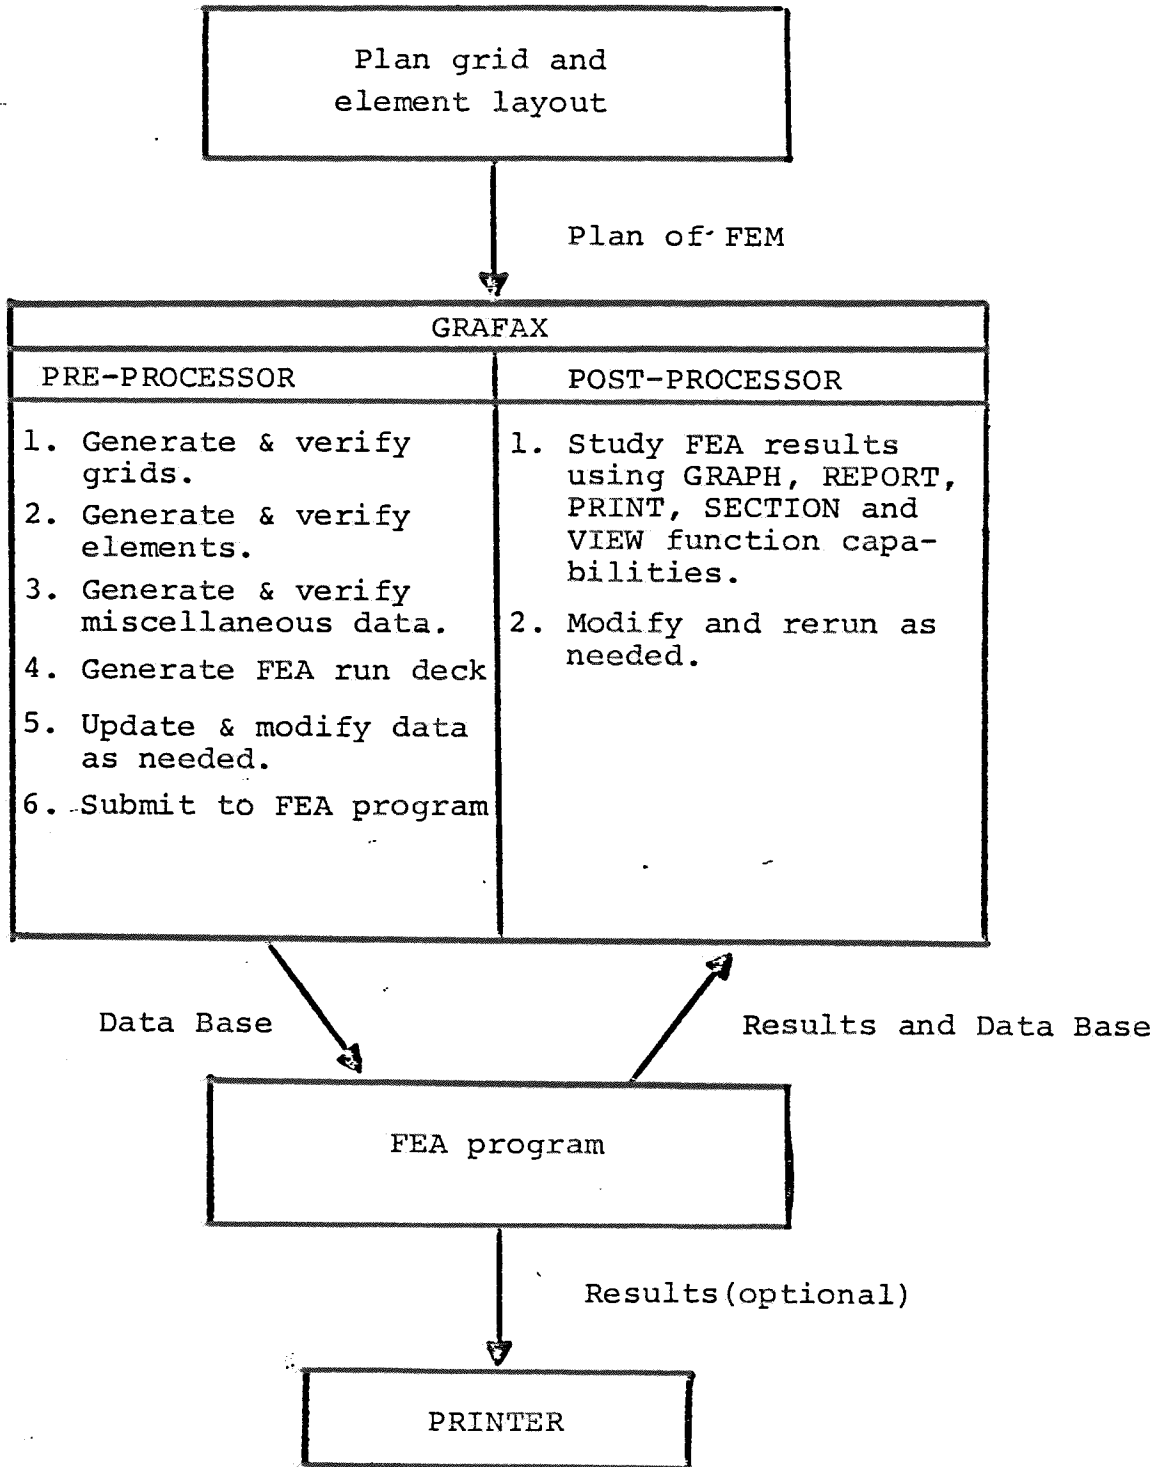 Plan grid and
element layout
Plan of FEM
GRAFAX
PRE-PROCESSOR
1. Generate & verify
grids.
2. Generate & verify
elements.
3. Generate & verify
miscellaneous data.
4. Generate FEA run deck
5. Update & modify data
as needed.
6. Submit to FEA program
POST-PROCESSOR
1. Study FEA results
using GRAPH, REPORT,
PRINT, SECTION and
VIEW function capa-
bilities.
2. Modify and rerun as
needed.
Data Base
Results and Data Base
FEA program
Results(optional)
PRINTER